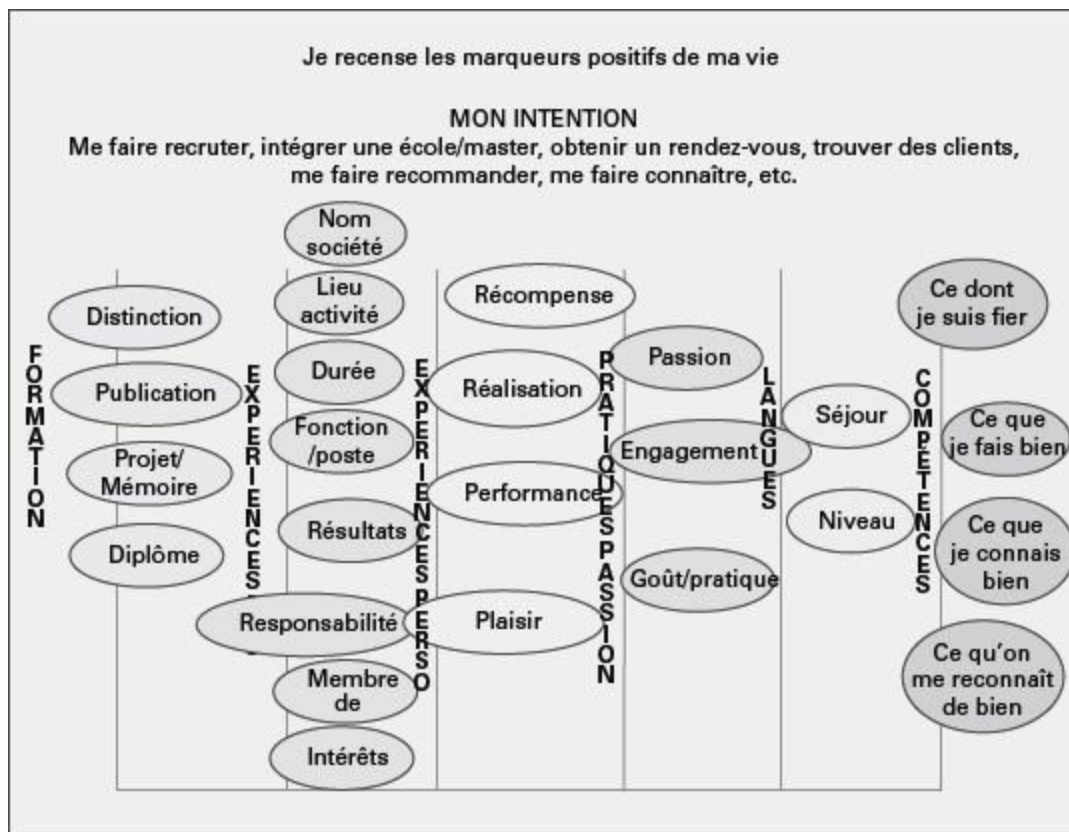 Je recense les marqueurs positifs de ma vie
MON INTENTION
Me faire recruter, intégrer une école/master, obtenir un rendez-vous, trouver des clients,
me faire recommander, me faire connaître, etc.
FORMATION
Distinction
Publication
Projet/
Mémoire
Diplôme
EXPERIENCES
Nom
société
Lieu
activité
Durée
Fonction
/poste
Résultats
Responsabilité
Membre
de
Intérêts
EXPERIENCES PERSO
Récompense
Réalisation
Performance
Plaisir
PRATIQUES PASSION
Passion
Engagement
Goût/pratique
LANGUES
Séjour
Niveau
COMPÉTENCES
Ce dont
je suis fier
Ce que
je fais bien
Ce que
je connais
bien
Ce qu'on
me reconnaît
de bien